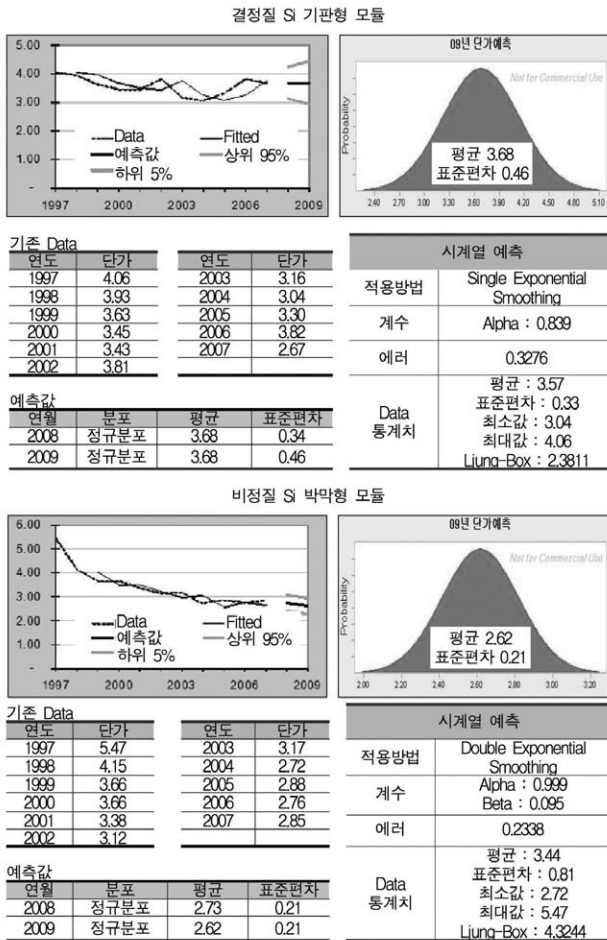 결정질 Si 기판형 모듈
5.00
4.00
3.00
2.00
1.00
-
Data
Fitted
예측값
상위 95%
하위 5%
1997 2000 2003 2006 2009
09년 단가예측
Not for Commercial Use
Probability
평균 3.68
표준편차 0.46
2.40 2.70 3.00 3.30 3.60 3.90 4.20 4.50 4.80 5.10
기존 Data
연도 단가 연도 단가
1997 4.06 2003 3.16
1998 3.93 2004 3.04
1999 3.63 2005 3.30
2000 3.45 2006 3.82
2001 3.43 2007 2.67
2002 3.81
예측값
연월 분포 평균 표준편차
2008 정규분포 3.68 0.34
2009 정규분포 3.68 0.46
시계열 예측
적용방법 Single Exponential
Smoothing
계수 Alpha : 0.839
에러 0.3276
Data
통계치
평균 : 3.57
표준편차 : 0.33
최소값 : 3.04
최대값 : 4.06
Ljung-Box : 2.3811
비정질 Si 박막형 모듈
6.00
5.00
4.00
3.00
2.00
1.00
-
Data
Fitted
예측값
상위 95%
하위 5%
1997 2000 2003 2006 2009
09년 단가예측
Not for Commercial Use
Probability
평균 2.62
표준편차 0.21
2.00 2.20 2.40 2.60 2.80 3.00 3.20
기존 Data
연도 단가 연도 단가
1997 5.47 2003 3.17
1998 4.15 2004 2.72
1999 3.66 2005 2.88
2000 3.66 2006 2.76
2001 3.38 2007 2.85
2002 3.12
예측값
연월 분포 평균 표준편차
2008 정규분포 2.73 0.21
2009 정규분포 2.62 0.21
시계열 예측
적용방법 Double Exponential
Smoothing
계수 Alpha : 0.999
Beta : 0.095
에러 0.2338
Data
통계치
평균 : 3.44
표준편차 : 0.81
최소값 : 2.72
최대값 : 5.47
Ljung-Box : 4.3244